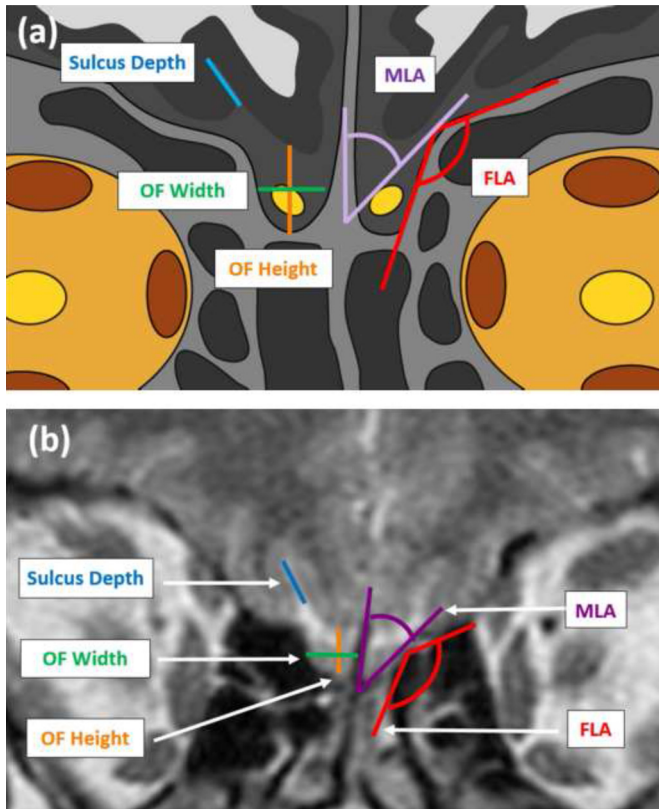 (a)
Sulcus Depth
MLA
OF Width
FLA
OF Height
(b)
Sulcus Depth
MLA
OF Width
OF Height
FLA